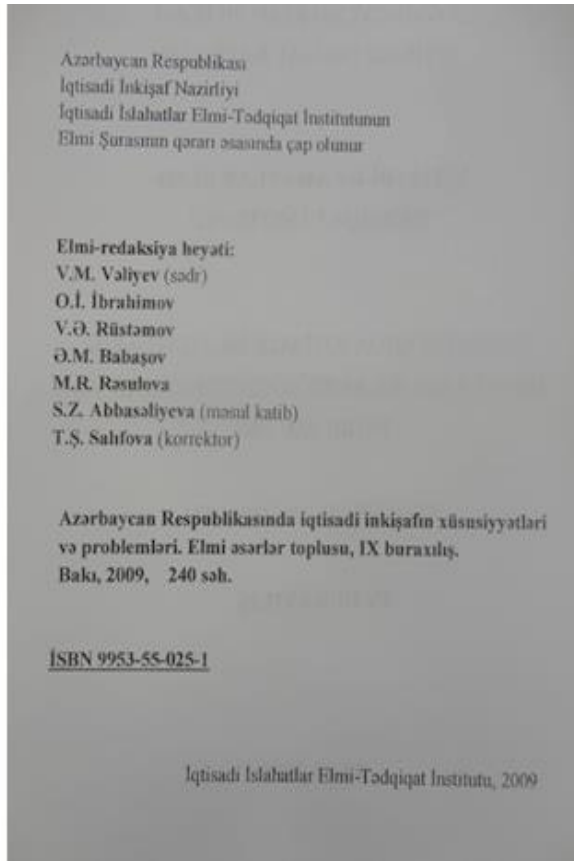 Azərbaycan Respublikası
İqtisadi İnkişaf Nazirliyi
İqtisadi İslahatlar Elmi-Tədqiqat İnstitutunun
Elmi Şurasının qərarı əsasında çap olunur
Elmi-redaksiya heyəti:
V.M. Vəliyev (sədr)
O.İ. İbrahimov
V.Ə. Rüstəmov
Ə.M. Babaşov
M.R. Rəsulova
S.Z. Abbasəliyeva (məsul katib)
T.Ş. Salıfova (korrektor)
Azərbaycan Respublikasında iqtisadi inkişafın xüsusiyyətləri
və problemləri. Elmi əsərlər toplusu, IX buraxılış.
Bakı, 2009, 240 səh.
İSBN 9953-55-025-1
İqtisadi İslahatlar Elmi-Tədqiqat İnstitutu, 2009